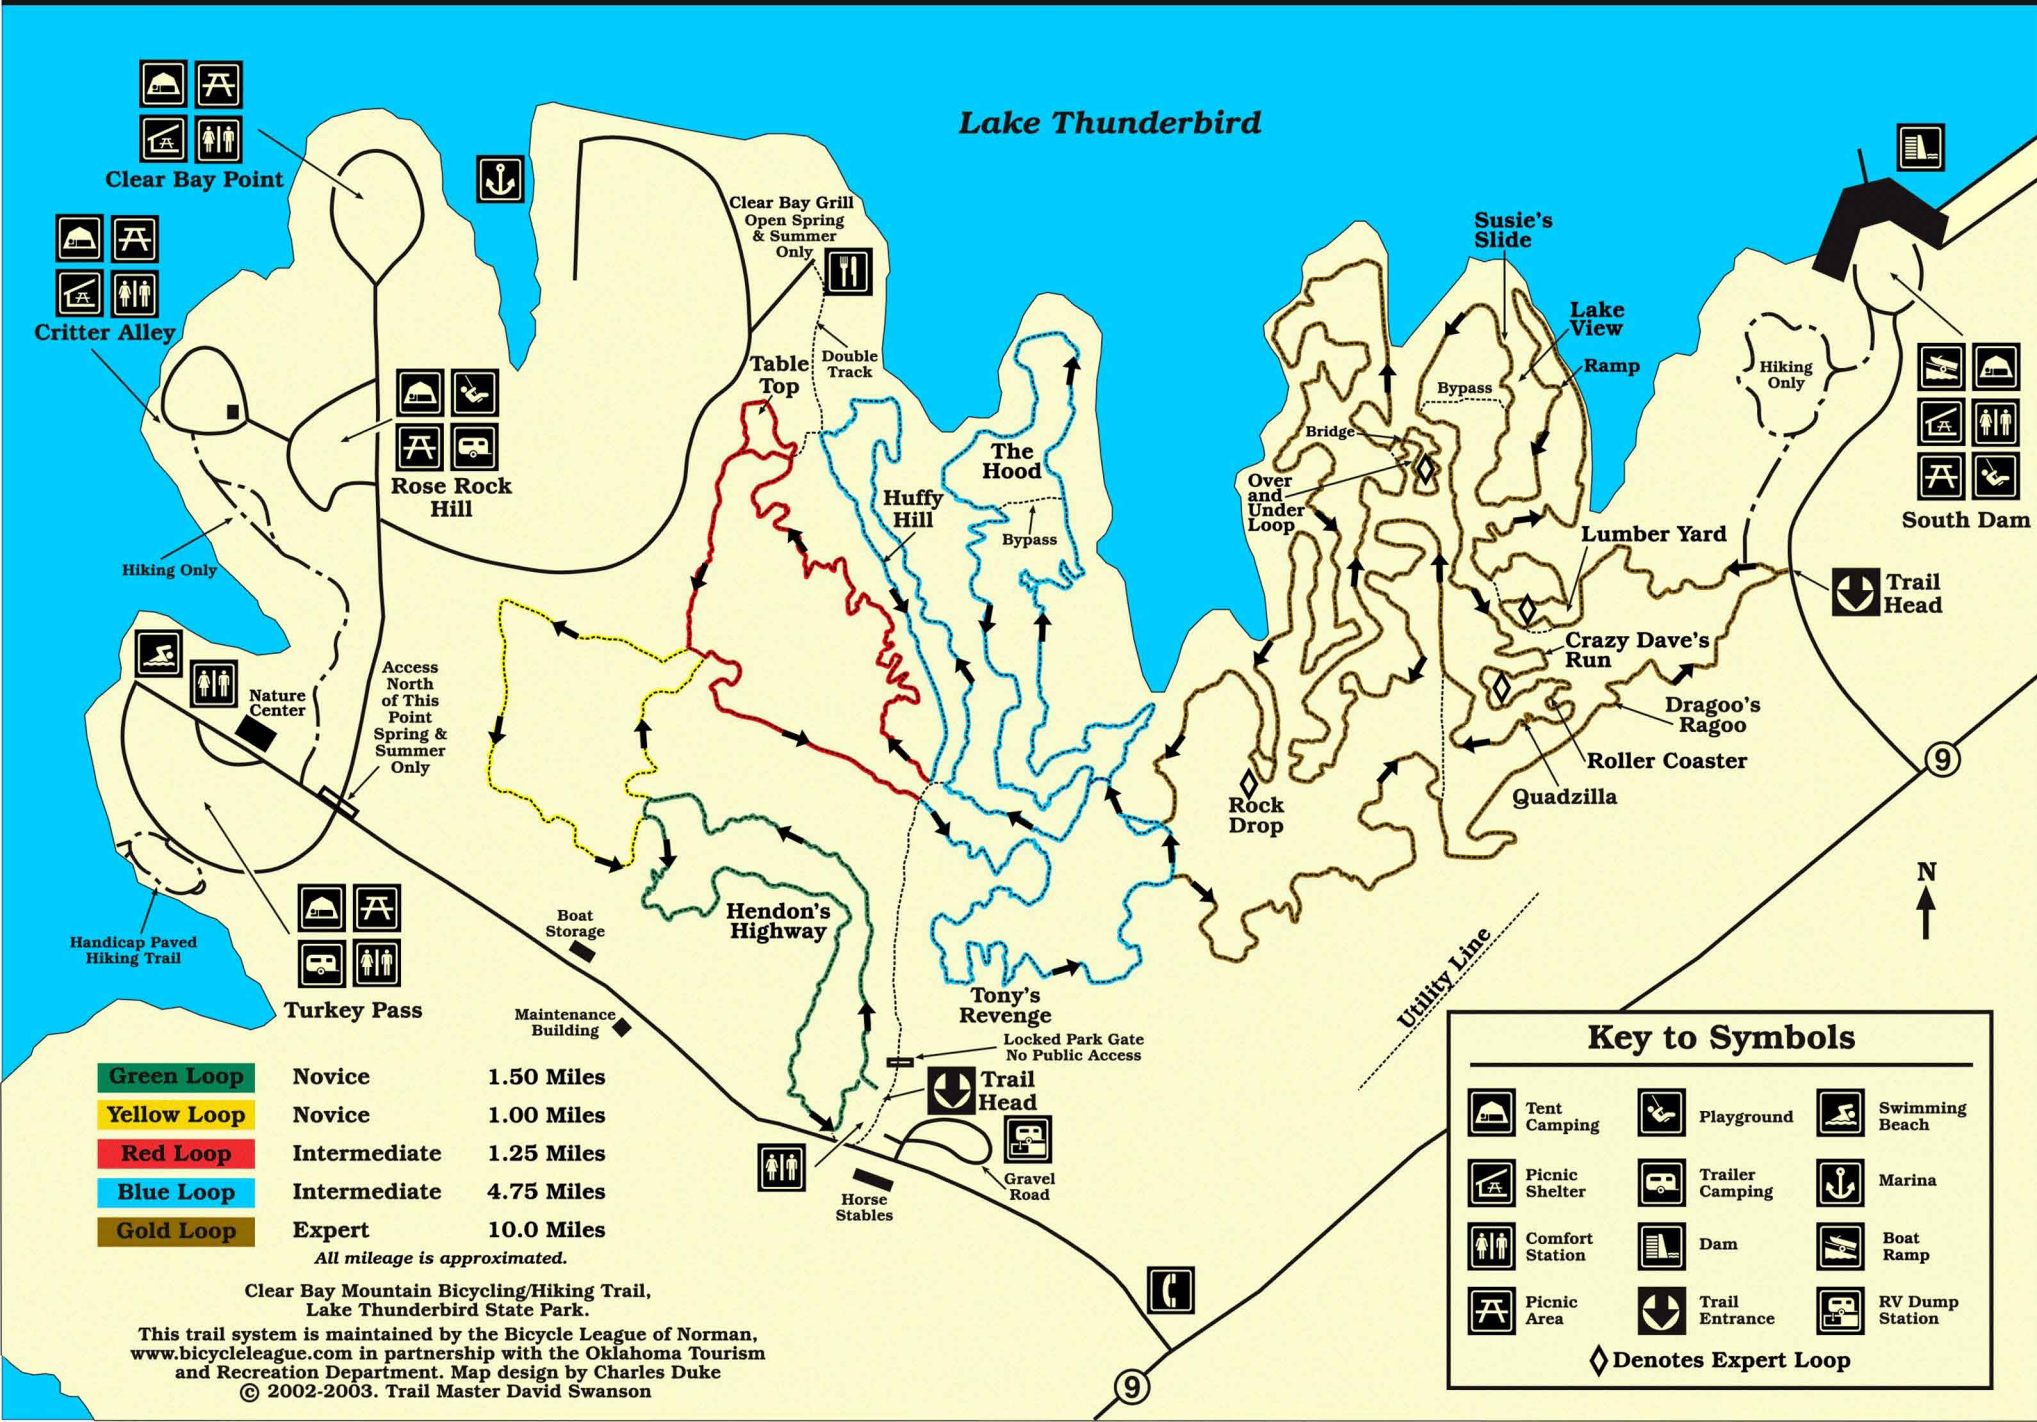 Lake Thunderbird
Clear Bay Point
Critter Alley
Clear Bay Grill
Open Spring
& Summer
Only
Double
Track
Table
Top
Rose Rock
Hill
Hiking Only
Nature
Center
Access
North
of This
Point
Spring &
Summer
Only
Handicap Paved
Hiking Trail
Turkey Pass
Boat
Storage
Maintenance
Building
Hendon's
Highway
Huffy
Hill
The
Hood
Bypass
Tony's
Revenge
Locked Park Gate
No Public Access
Trail
Head
Gravel
Road
Horse
Stables
Susie's
Slide
Lake
View
Ramp
Bypass
Bridge
Over
and
Under
Loop
Lumber Yard
Crazy Dave's
Run
Dragoo's
Ragoo
Roller Coaster
Quadzilla
Rock
Drop
Hiking
Only
South Dam
Trail
Head
9
N
Utility Line
9
Green Loop Novice 1.50 Miles
Yellow Loop Novice 1.00 Miles
Red Loop Intermediate 1.25 Miles
Blue Loop Intermediate 4.75 Miles
Gold Loop Expert 10.0 Miles
All mileage is approximated.
Clear Bay Mountain Bicycling/Hiking Trail,
Lake Thunderbird State Park.
This trail system is maintained by the Bicycle League of Norman,
www.bicycleleague.com in partnership with the Oklahoma Tourism
and Recreation Department. Map design by Charles Duke
© 2002-2003. Trail Master David Swanson
Key to Symbols
Tent
Camping
Playground
Swimming
Beach
Picnic
Shelter
Trailer
Camping
Marina
Comfort
Station
Dam
Boat
Ramp
Picnic
Area
Trail
Entrance
RV Dump
Station
Denotes Expert Loop